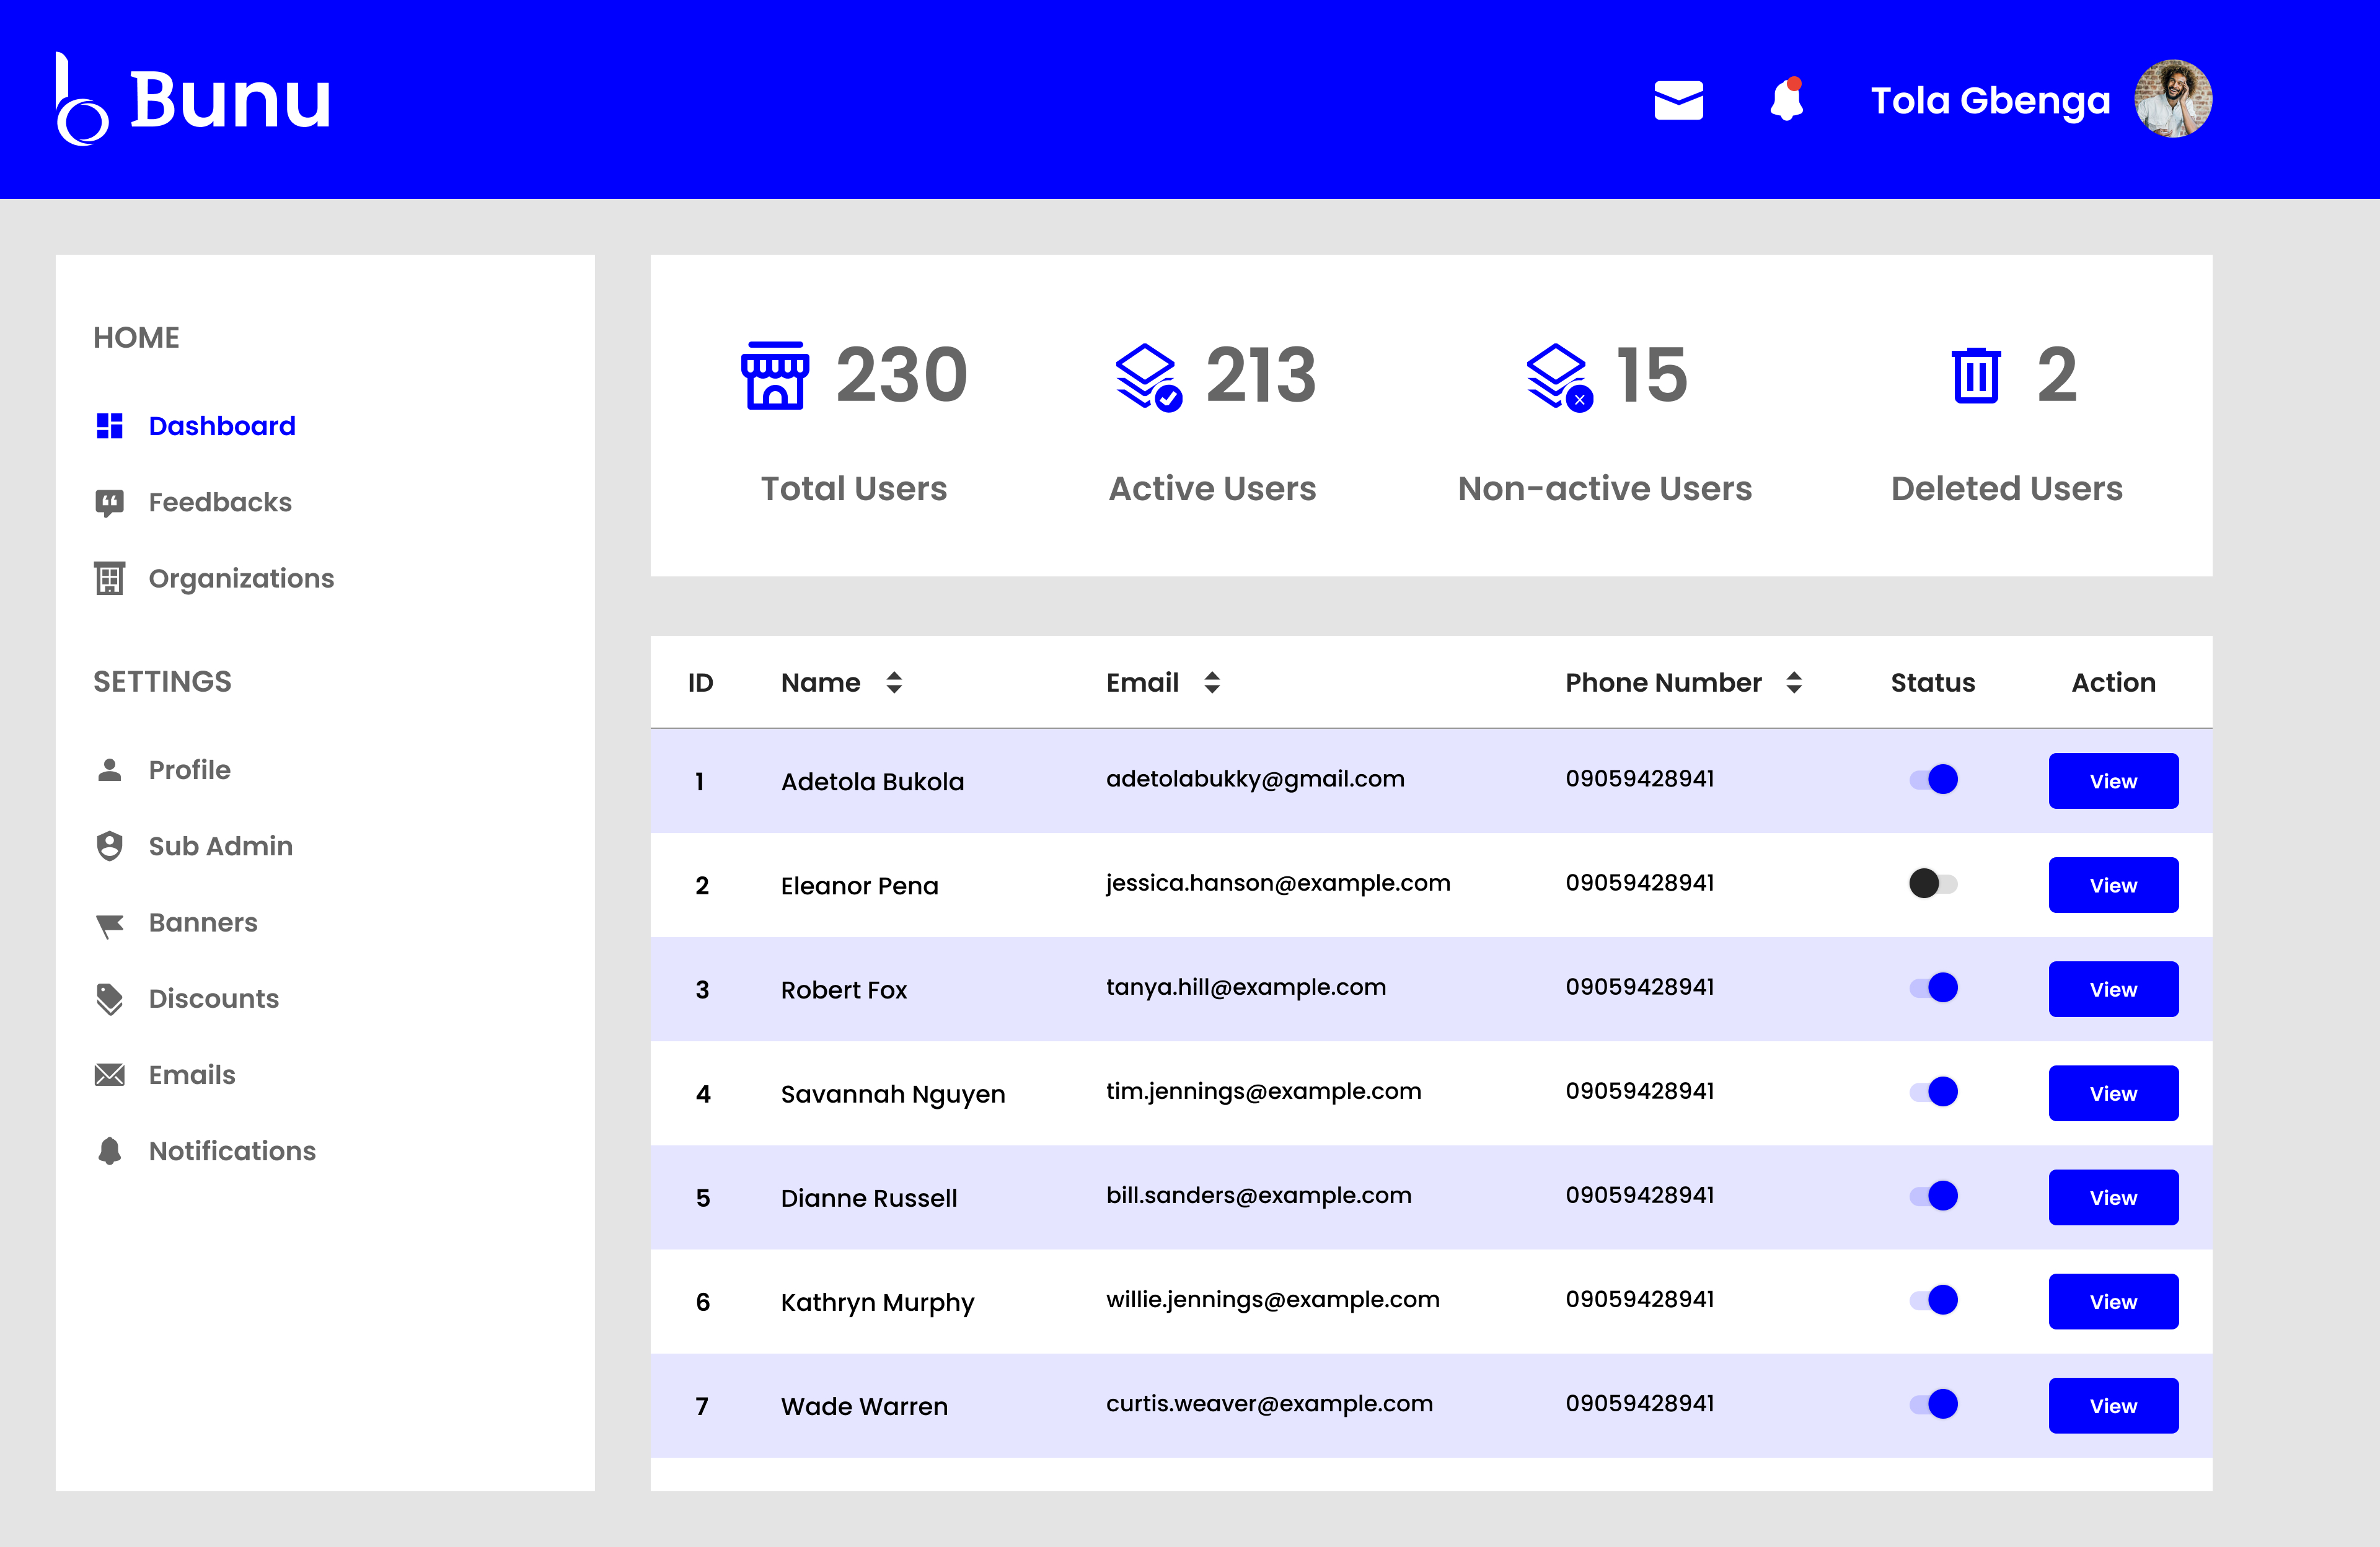 Bunu
Tola Gbenga
HOME
Dashboard
Feedbacks
Organizations
SETTINGS
Profile
Sub Admin
Banners
Discounts
Emails
Notifications
230 213 15 2
Total Users Active Users Non-active Users Deleted Users
ID Name Email Phone Number Status Action
1 Adetola Bukola adetolabukky@gmail.com 09059428941 View
2 Eleanor Pena jessica.hanson@example.com 09059428941 View
3 Robert Fox tanya.hill@example.com 09059428941 View
4 Savannah Nguyen tim.jennings@example.com 09059428941 View
5 Dianne Russell bill.sanders@example.com 09059428941 View
6 Kathryn Murphy willie.jennings@example.com 09059428941 View
7 Wade Warren curtis.weaver@example.com 09059428941 View